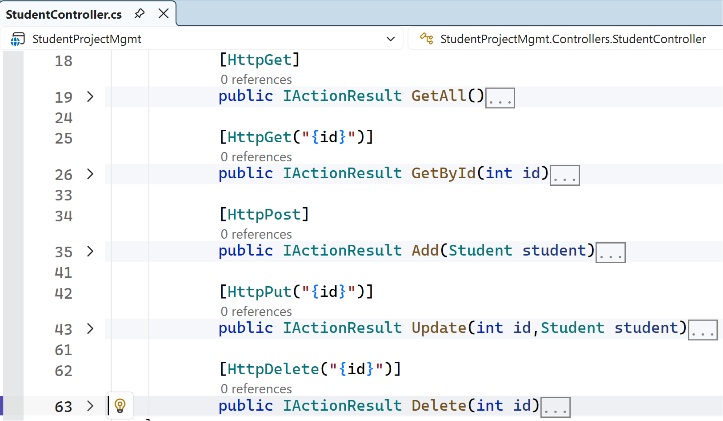 StudentController.cs
StudentProjectMgmt StudentProjectMgmt.Controllers.StudentController
18 [HttpGet]
0 references
19 public IActionResult GetAll()...
24
25 [HttpGet("{id}")]
0 references
26 public IActionResult GetById(int id)...
33
34 [HttpPost]
0 references
35 public IActionResult Add(Student student)...
41
42 [HttpPut("{id}")]
0 references
43 public IActionResult Update(int id,Student student)...
61
62 [HttpDelete("{id}")]
0 references
63 public IActionResult Delete(int id)...